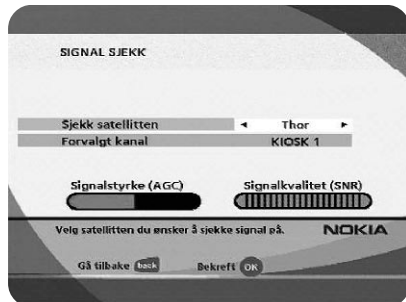 SIGNAL SJEKK
Sjekk satellitten ◄ Thor ►
Forvalgt kanal KIOSK 1
Signalstyrke (AGC) Signalkvalitet (SNR)
Velg satellitten du ønsker å sjekke signal på. NOKIA
Gå tilbake back Bekreft OK